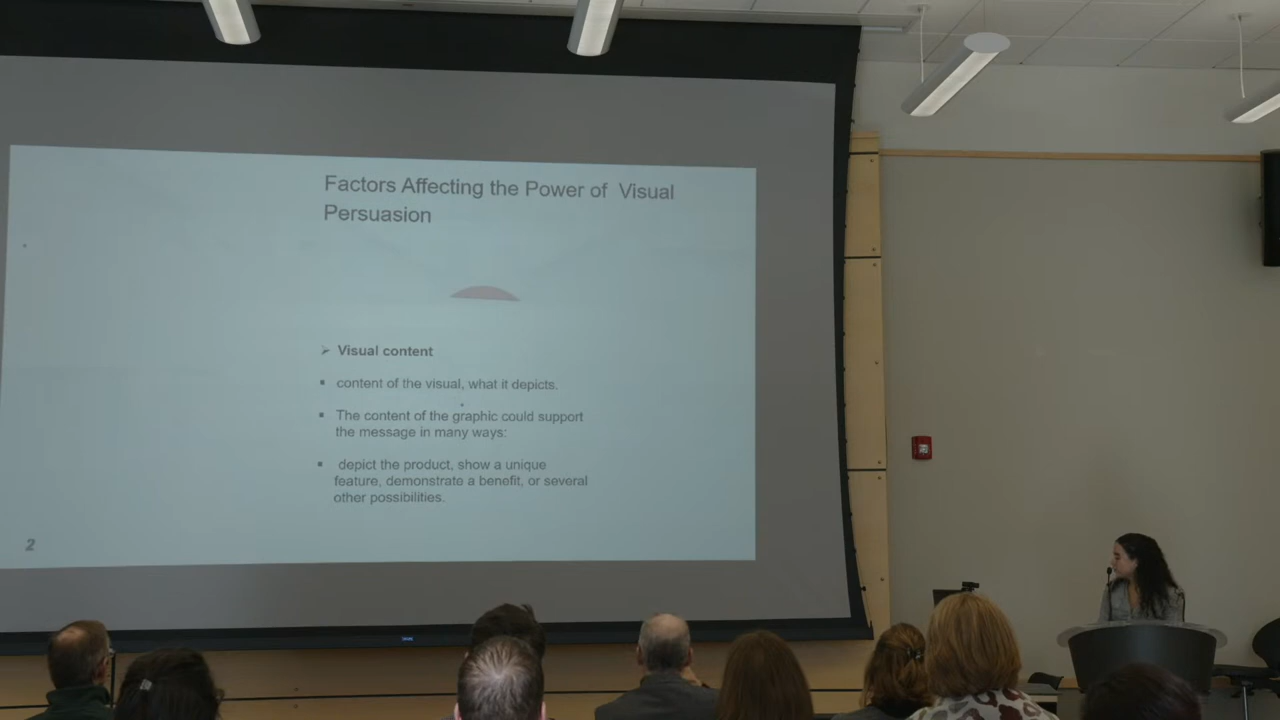 Factors Affecting the Power of Visual
Persuasion
➢ Visual content
▪ content of the visual, what it depicts.
▪ The content of the graphic could support
the message in many ways:
▪ depict the product, show a unique
feature, demonstrate a benefit, or several
other possibilities.
2